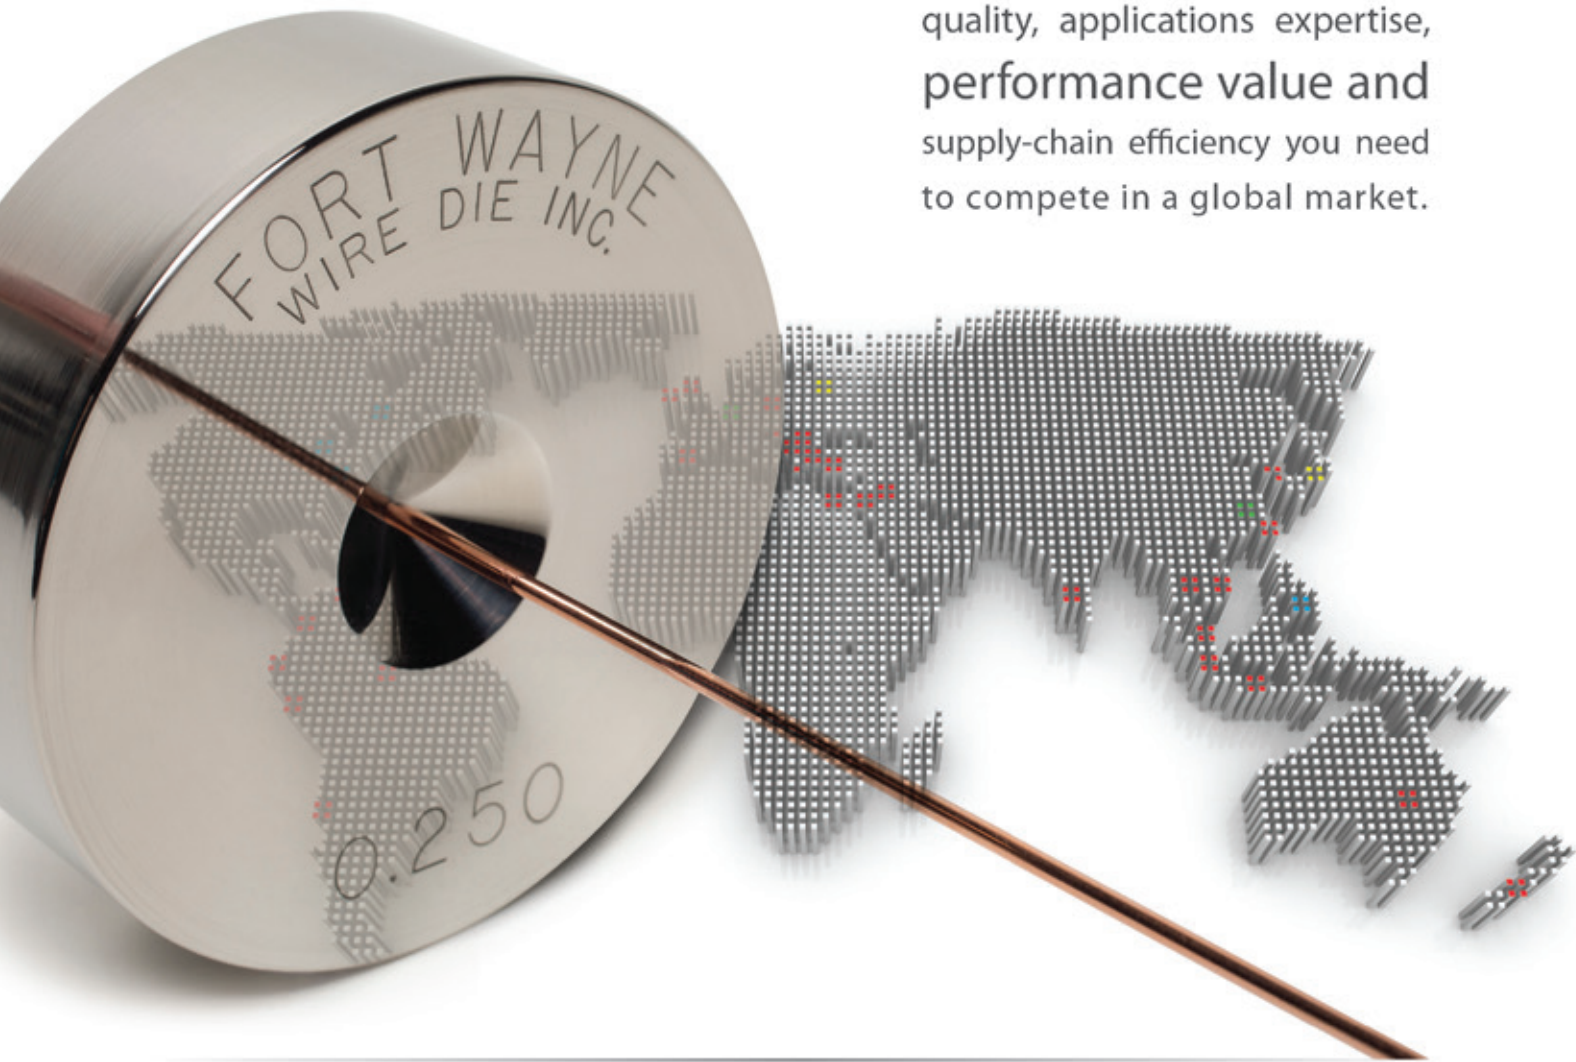 quality, applications expertise,
performance value and
supply-chain efficiency you need
to compete in a global market.
FORT WAYNE
WIRE DIE INC.
0.250